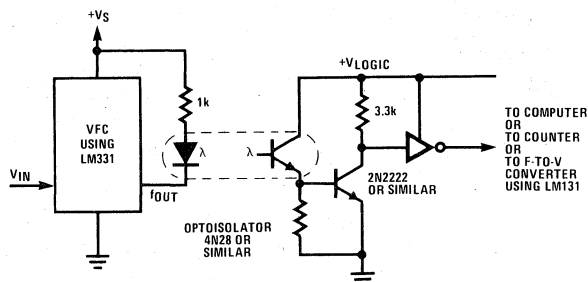 +VS
1k
VFC
USING
LM331
VIN
fOUT
λ
λ
+VLOGIC
3.3k
2N2222
OR SIMILAR
OPTOISOLATOR
4N28 OR
SIMILAR
TO COMPUTER
OR
TO COUNTER
OR
TO F-TO-V
CONVERTER
USING LM131